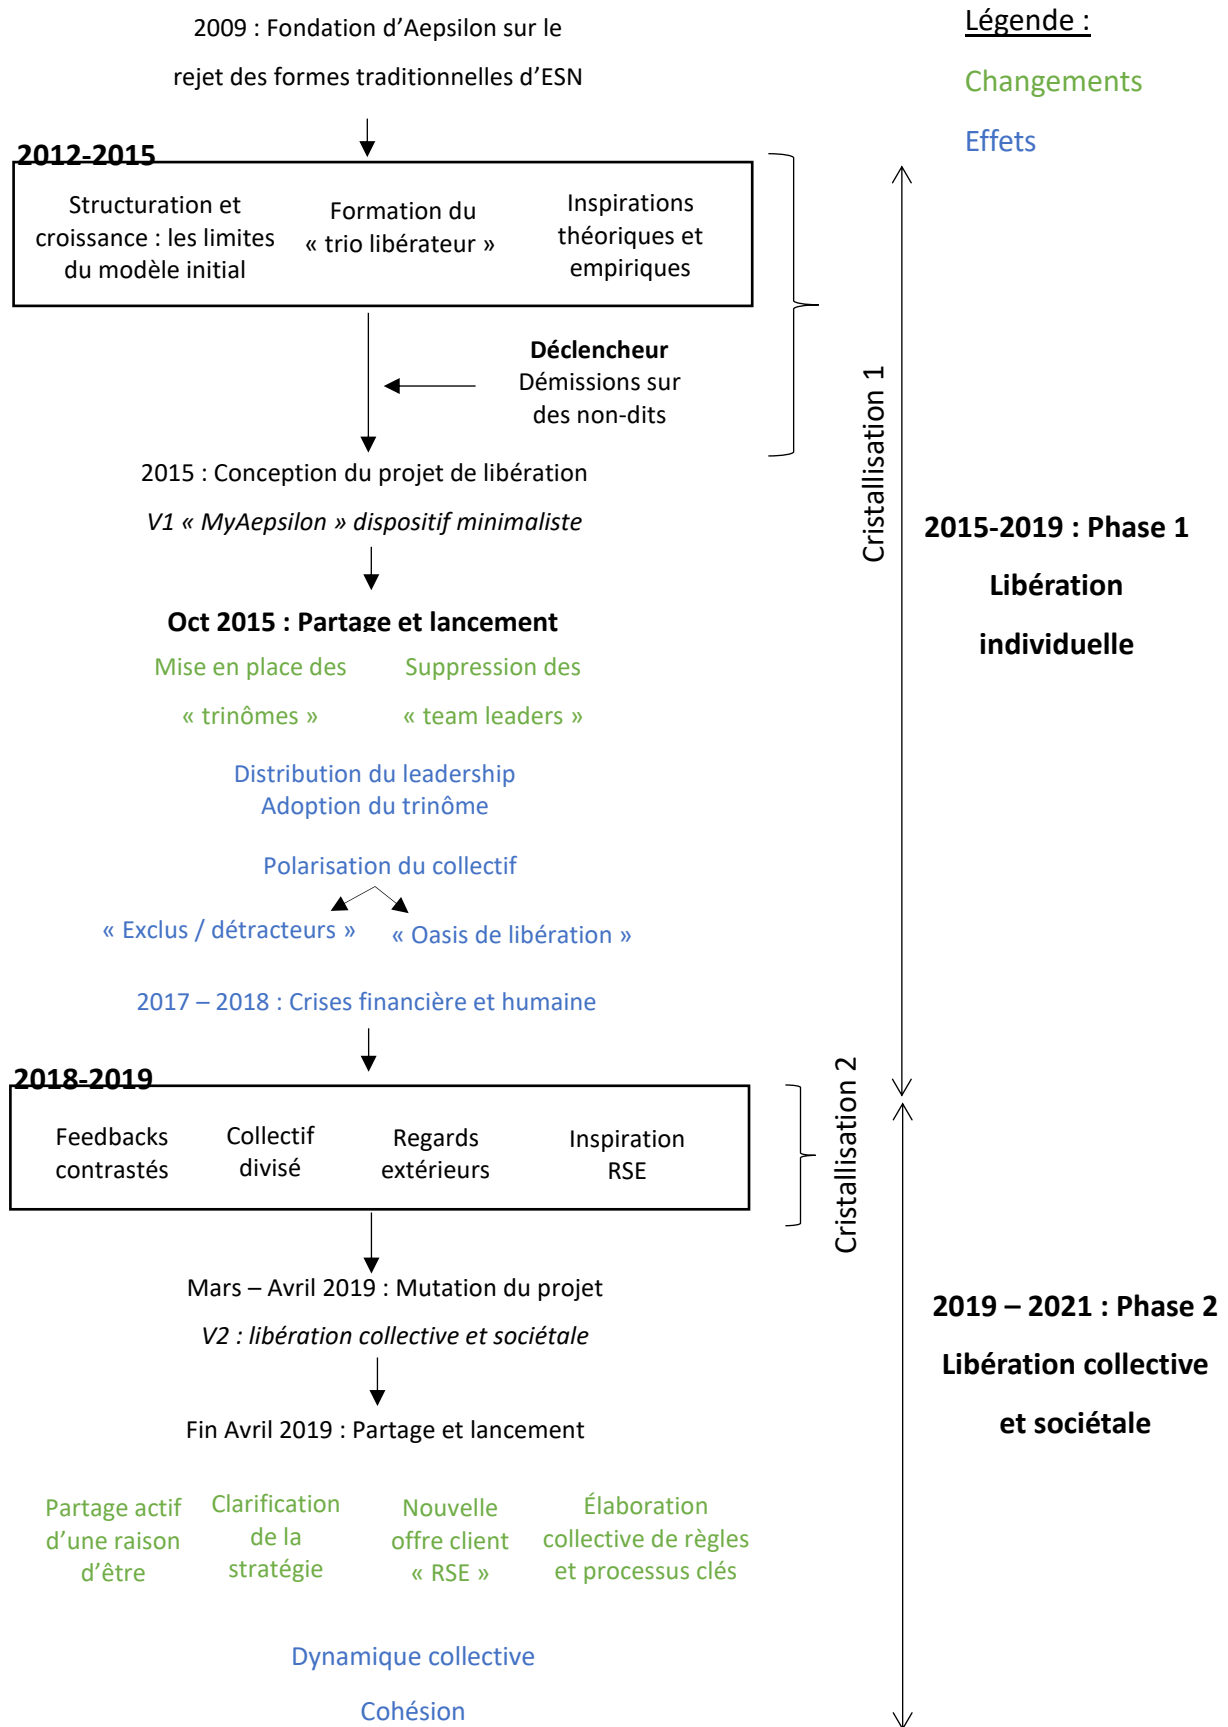 2009 : Fondation d’Aepsilon sur le
rejet des formes traditionnelles d’ESN
Légende :
Changements
Effets
2012-2015
Structuration et
croissance : les limites
du modèle initial
Formation du
« trio libérateur »
Inspirations
théoriques et
empiriques
Déclencheur
Démissions sur
des non-dits
Cristallisation 1
2015 : Conception du projet de libération
V1 « MyAepsilon » dispositif minimaliste
2015-2019 : Phase 1
Libération
individuelle
Oct 2015 : Partage et lancement
Mise en place des
« trinômes »
Suppression des
« team leaders »
Distribution du leadership
Adoption du trinôme
Polarisation du collectif
« Exclus / détracteurs »
« Oasis de libération »
2017 – 2018 : Crises financière et humaine
2018-2019
Feedbacks
contrastés
Collectif
divisé
Regards
extérieurs
Inspiration
RSE
Cristallisation 2
Mars – Avril 2019 : Mutation du projet
V2 : libération collective et sociétale
2019 – 2021 : Phase 2
Libération collective
et sociétale
Fin Avril 2019 : Partage et lancement
Partage actif
d’une raison
d’être
Clarification
de la
stratégie
Nouvelle
offre client
« RSE »
Élaboration
collective de règles
et processus clés
Dynamique collective
Cohésion